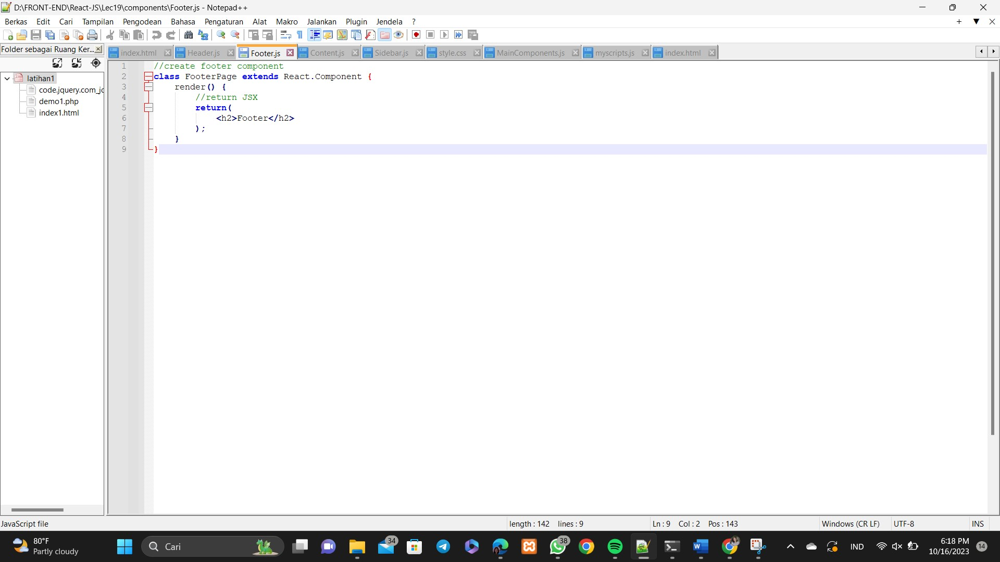 D:\FRONT-END\React-JS\Lec19\components\Footer.js - Notepad++
Berkas Edit Cari Tampilan Pengodean Bahasa Pengaturan Alat Makro Jalankan Plugin Jendela ?
Folder sebagai Ruang Ker...
index.html Header.js Footer.js Content.js Sidebar.js style.css MainComponents.js myscripts.js index.html
latihan1
code.jquery.com_jq
demo1.php
index1.html
1 //create footer component
2 class FooterPage extends React.Component {
3 render() {
4 //return JSX
5 return(
6 <h2>Footer</h2>
7 );
8 }
9 }
JavaScript file length : 142 lines : 9 Ln : 9 Col : 2 Pos : 143 Windows (CR LF) UTF-8 INS
80°F
Partly cloudy
Cari
34
38
IND
6:18 PM
10/16/2023
14